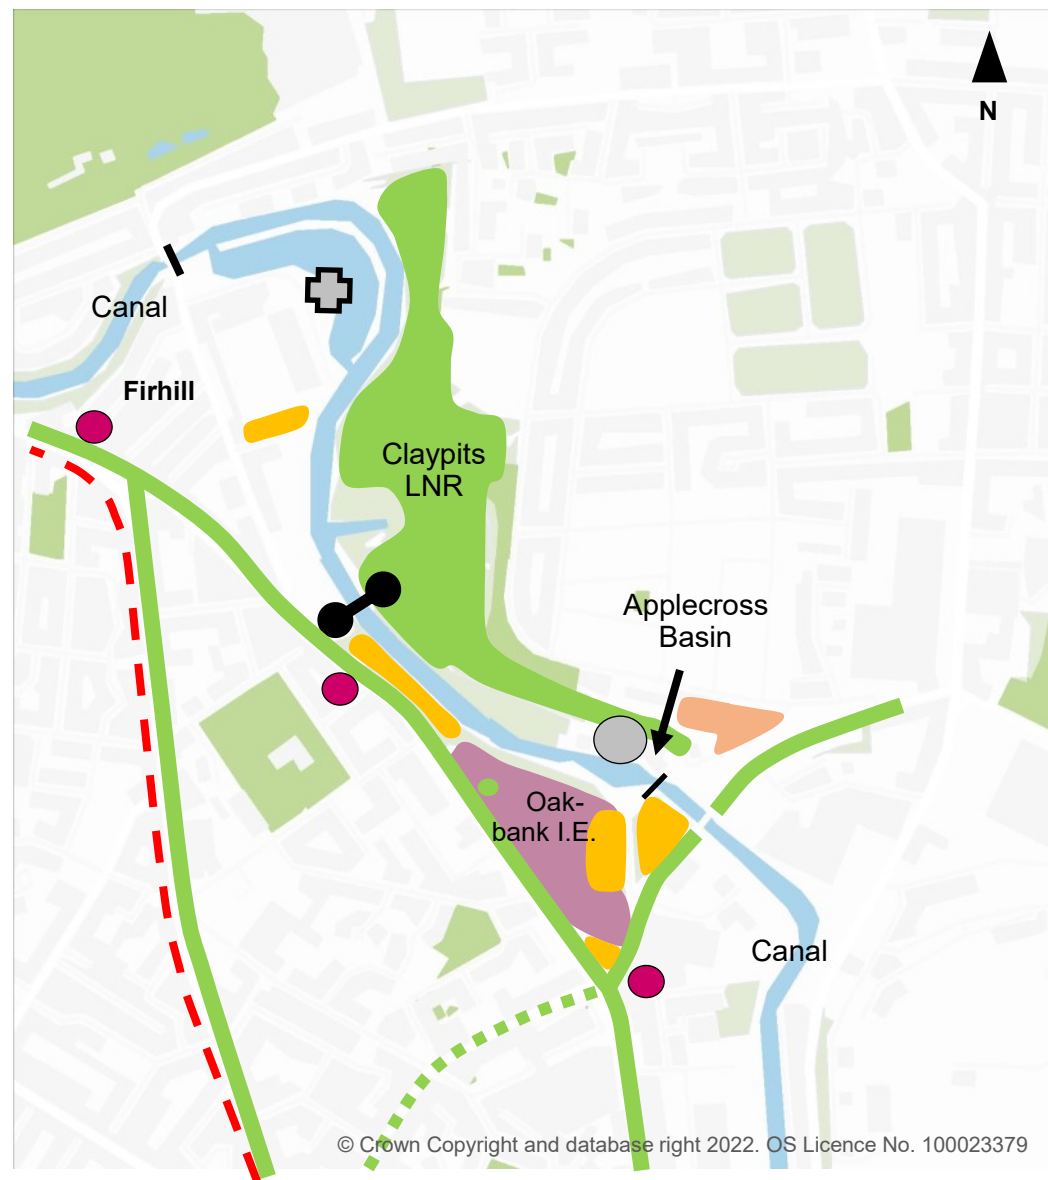 N
Canal
Firhill
Claypits
LNR
Applecross
Basin
Oak-
bank I.E.
Canal
© Crown Copyright and database right 2022. OS Licence No. 100023379